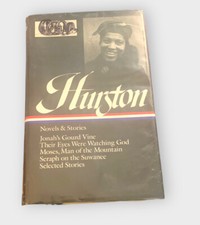 Hurston
Novels & Stories
Jonah's Gourd Vine
Their Eyes Were Watching God
Moses, Man of the Mountain
Seraph on the Suwanee
Selected Stories